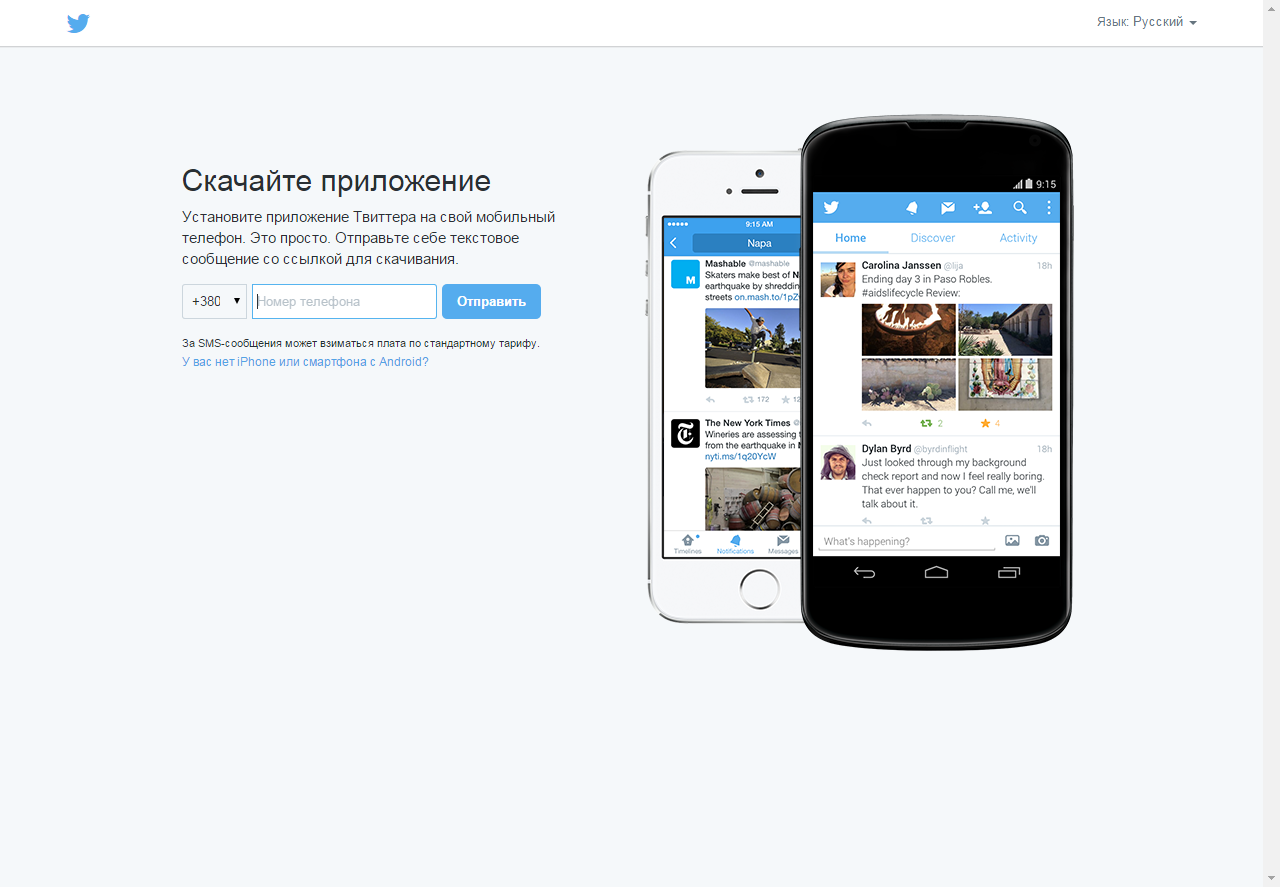 Язык: Русский
Скачайте приложение
Установите приложение Твиттера на свой мобильный
телефон. Это просто. Отправьте себе текстовое
сообщение со ссылкой для скачивания.
+380
Номер телефона
Отправить
За SMS-сообщения может взиматься плата по стандартному тарифу.
У вас нет iPhone или смартфона с Android?
9:15 AM
Napa
Mashable @mashable
M
Skaters make best of
earthquake by shredding
streets on.mash.to/1pZ
172
12
The New York Times
Wineries are assessing
from the earthquake in
nyti.ms/1q20YcW
Timelines
Notifications
Messages
9:15
Home
Discover
Activity
Carolina Janssen @lija
18h
Ending day 3 in Paso Robles.
#aidslifecycle Review:
2
4
Dylan Byrd @byrdinflight
18h
Just looked through my background
check report and now I feel really boring.
That ever happen to you? Call me, we'll
talk about it.
What's happening?